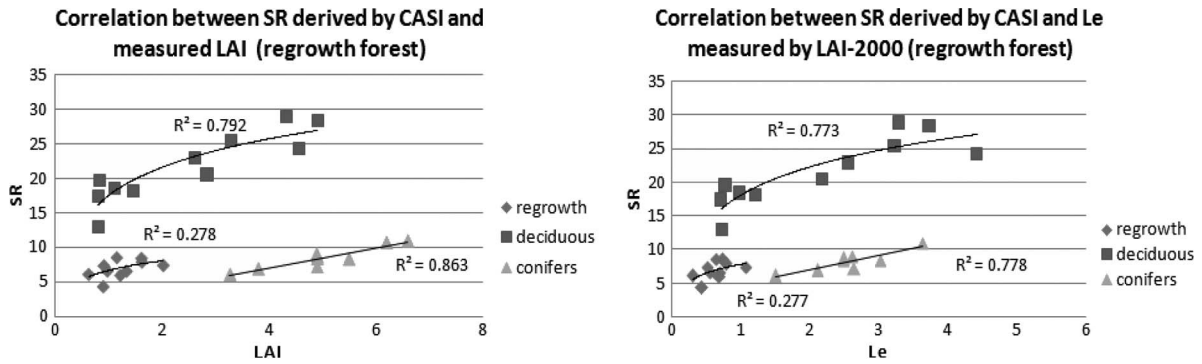 Correlation between SR derived by CASI and
measured LAI (regrowth forest)
35
30
25
20
15
10
5
0
SR
R² = 0.792
R² = 0.278
R² = 0.863
0 2 4 6 8
LAI
regrowth
deciduous
conifers
Correlation between SR derived by CASI and Le
measured by LAI-2000 (regrowth forest)
35
30
25
20
15
10
5
0
SR
R² = 0.773
R² = 0.778
R² = 0.277
0 1 2 3 4 5 6
Le
regrowth
deciduous
conifers